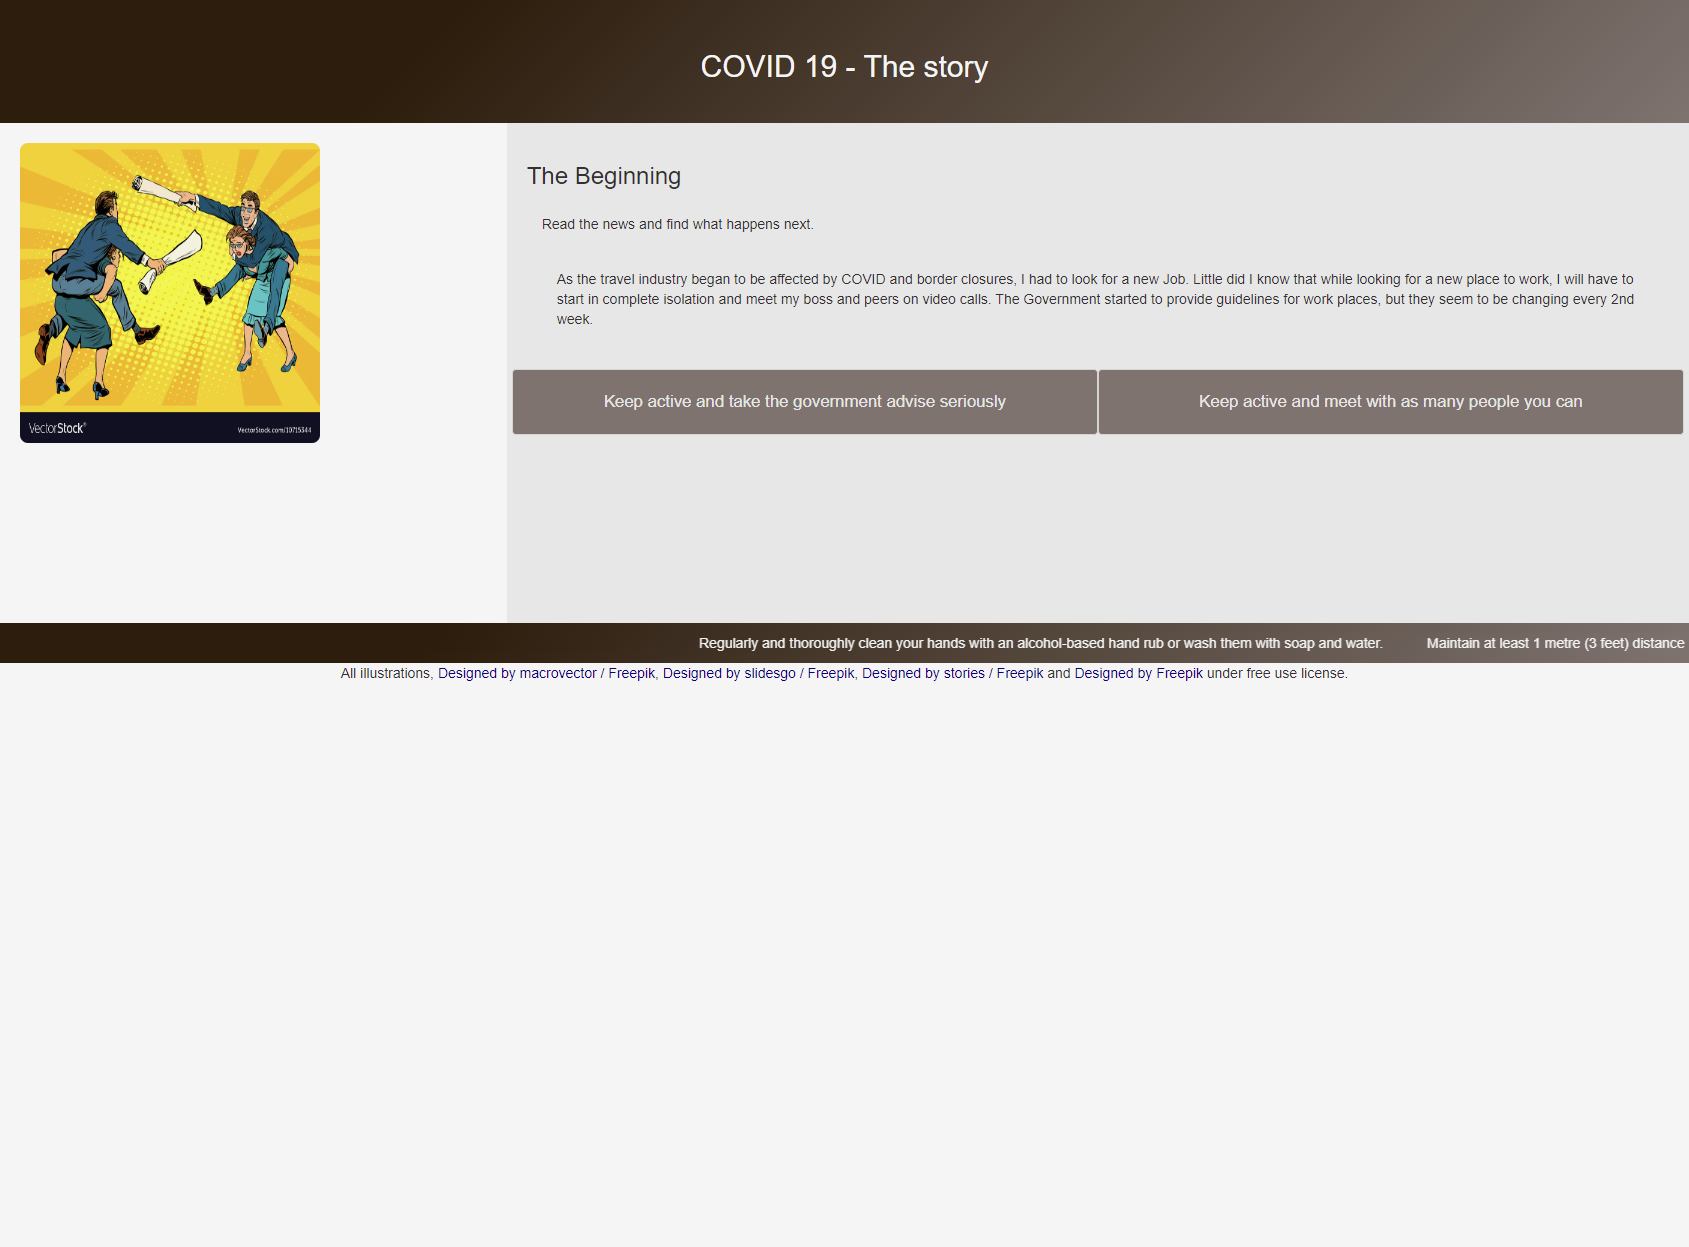 COVID 19 - The story
VectorStock®
VectorStock.com/10715344
The Beginning
Read the news and find what happens next.
As the travel industry began to be affected by COVID and border closures, I had to look for a new Job. Little did I know that while looking for a new place to work, I will have to
start in complete isolation and meet my boss and peers on video calls. The Government started to provide guidelines for work places, but they seem to be changing every 2nd
week.
Keep active and take the government advise seriously
Keep active and meet with as many people you can
Regularly and thoroughly clean your hands with an alcohol-based hand rub or wash them with soap and water. Maintain at least 1 metre (3 feet) distance
All illustrations, Designed by macrovector / Freepik, Designed by slidesgo / Freepik, Designed by stories / Freepik and Designed by Freepik under free use license.